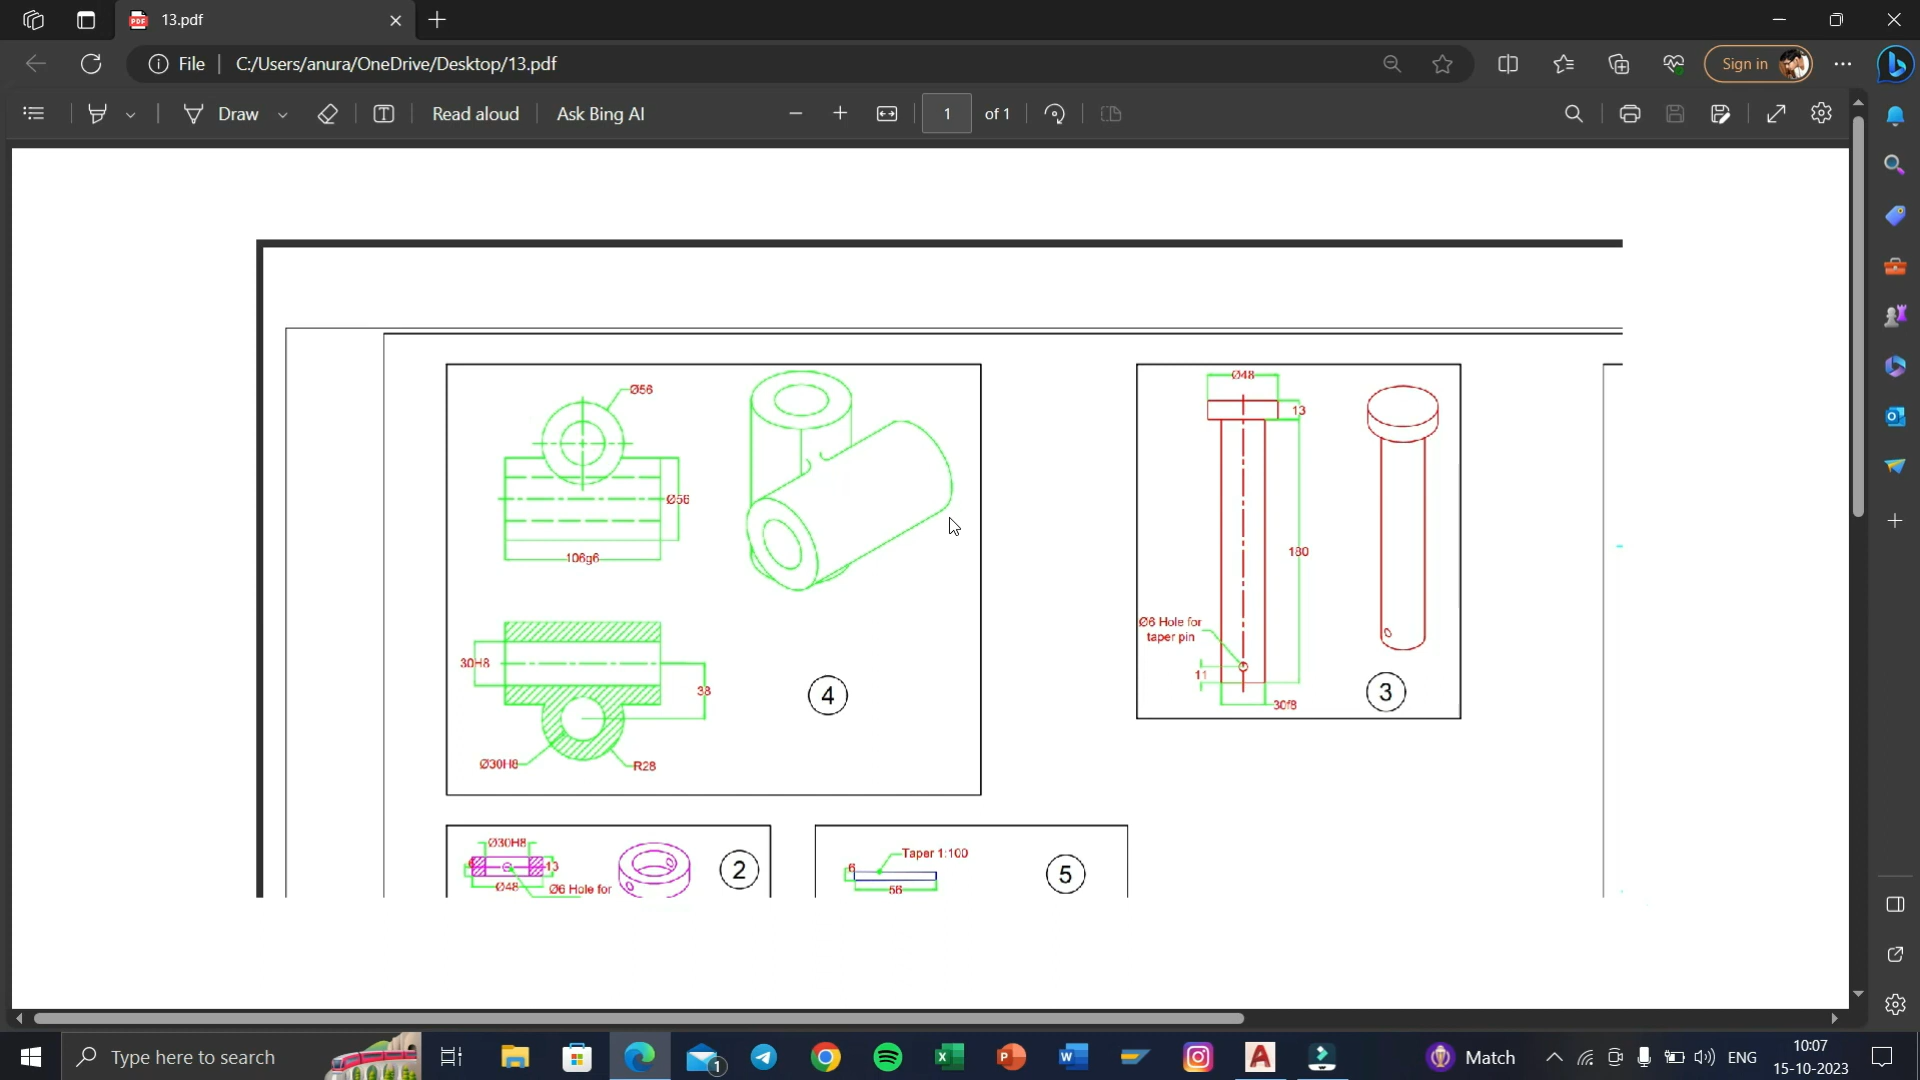 13.pdf
File
C:/Users/anura/OneDrive/Desktop/13.pdf
Sign in
Draw
Read aloud
Ask Bing AI
1
of 1
Ø56
Ø56
106g6
30H8
38
Ø30H8
R28
4
Ø48
13
180
Ø6 Hole for
taper pin
11
30f8
3
Ø30H8
6
13
Ø48
Ø6 Hole for
2
Taper 1:100
6
56
5
Type here to search
1
Match
ENG
10:07
15-10-2023